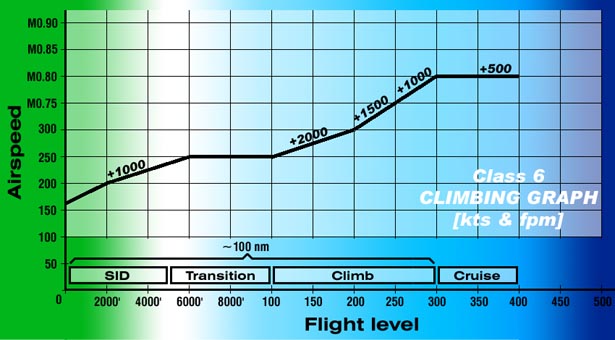 M0.90
M0.85
M0.80
M0.75
300
250
200
150
100
50
0
Airspeed
+1000
+2000
+1500
+1000
+500
Class 6
CLIMBING GRAPH
[kts & fpm]
~100 nm
SID Transition Climb Cruise
2000' 4000' 6000' 8000' 100 150 200 250 300 350 400 450 500
Flight level